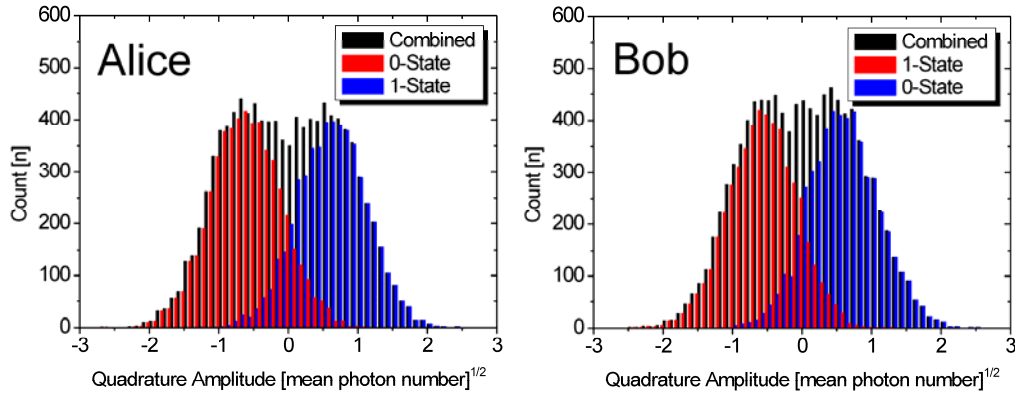 Alice
Combined
0-State
1-State
Count [n]
600
500
400
300
200
100
0
-3 -2 -1 0 1 2 3
Quadrature Amplitude [mean photon number]1/2
Bob
Combined
1-State
0-State
Count [n]
600
500
400
300
200
100
0
-3 -2 -1 0 1 2 3
Quadrature Amplitude [mean photon number]1/2